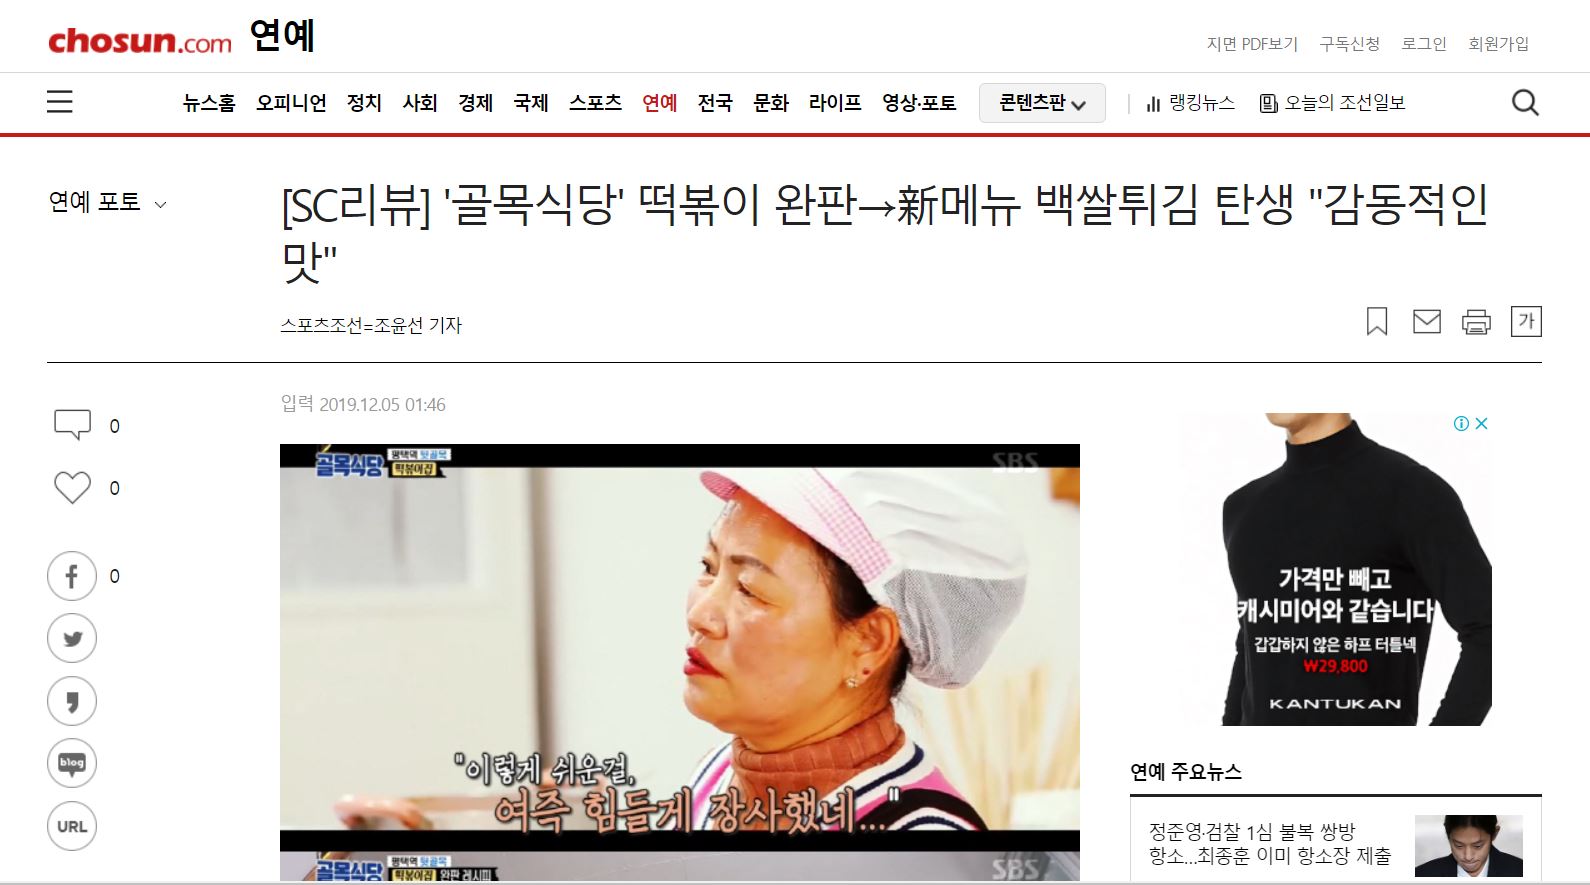 chosun.com 연예
지면 PDF보기 구독신청 로그인 회원가입
뉴스홈 오피니언 정치 사회 경제 국제 스포츠 연예 전국 문화 라이프 영상·포토 콘텐츠판 랭킹뉴스 오늘의 조선일보
연예 포토
[SC리뷰] '골목식당' 떡볶이 완판→新메뉴 백쌀튀김 탄생 "감동적인
맛"
스포츠조선=조윤선 기자
가
입력 2019.12.05 01:46
0
0
0
blog
URL
골목식당 평택역 뒷골목
떡볶이집
SBS
"이렇게 쉬운걸,
여즉 힘들게 장사했네..."
골목식당 평택역 뒷골목
떡볶이집 완판 레시피
SBS
가격만 빼고
캐시미어와 같습니다
갑갑하지 않은 하프 터틀넥
₩29,800
KANTUKAN
연예 주요뉴스
정준영·검찰 1심 불복 쌍방
항소...최종훈 이미 항소장 제출